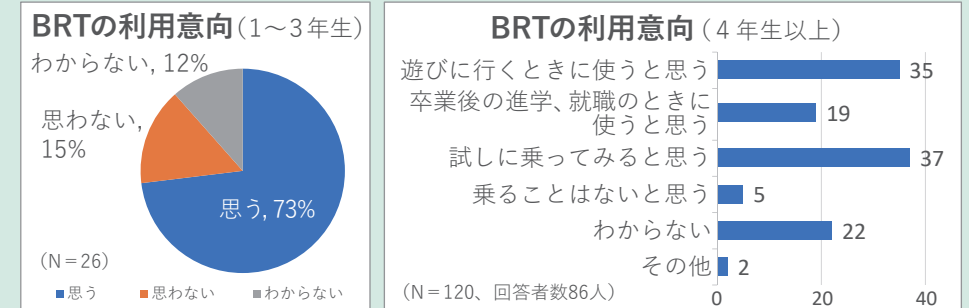 BRTの利用意向(1～3年生)
わからない, 12%
思わない,
15%
思う, 73%
(N＝26)
思う 思わない わからない
BRTの利用意向(4年生以上)
遊びに行くときに使うと思う 35
卒業後の進学、就職のときに
使うと思う 19
試しに乗ってみると思う 37
乗ることはないと思う 5
わからない 22
その他 2
(N＝120、回答者数86人)
0 20 40